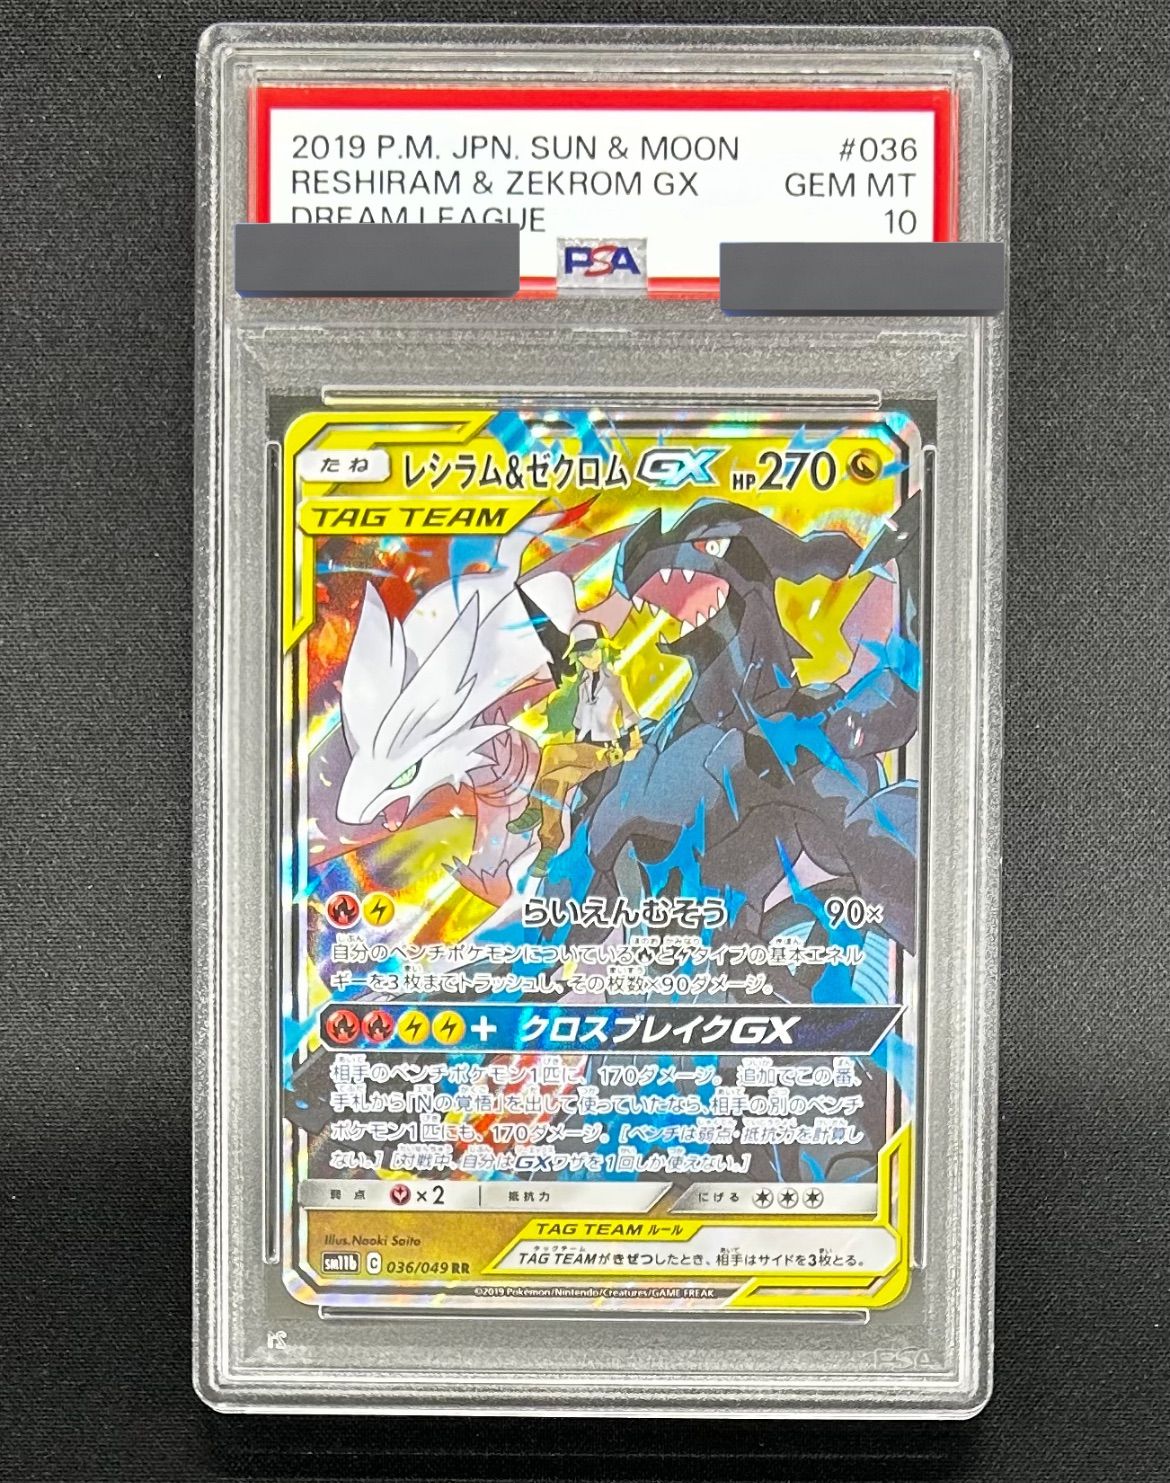 2019 P.M. JPN. SUN & MOON #036
RESHIRAM & ZEKROM GX GEM MT
DREAM LEAGUE 10
PSA
たね レシラム&ゼクロムGX HP270
TAG TEAM
らいえんむそう 90×
自分のベンチポケモンについている と タイプの基本エネル
ギーを3枚までトラッシュし、その枚数×90ダメージ。
+ クロスブレイクGX
相手のベンチポケモン1匹に、170ダメージ。 追加でこの番、
手札から「Nの覚悟」を出して使っていたなら、相手の別のベンチ
ポケモン1匹にも、170ダメージ。[ベンチは弱点・抵抗力を計算し
ない。] [対戦中、自分はGXワザを1回しか使えない。]
弱点 ×2 抵抗力 にげる
TAG TEAM ルール
Illus. Naoki Saito
TAG TEAMがきぜつしたとき、相手はサイドを3枚とる。
sm11b C 036/049 RR
©2019 Pokémon/Nintendo/Creatures/GAME FREAK.
PSA